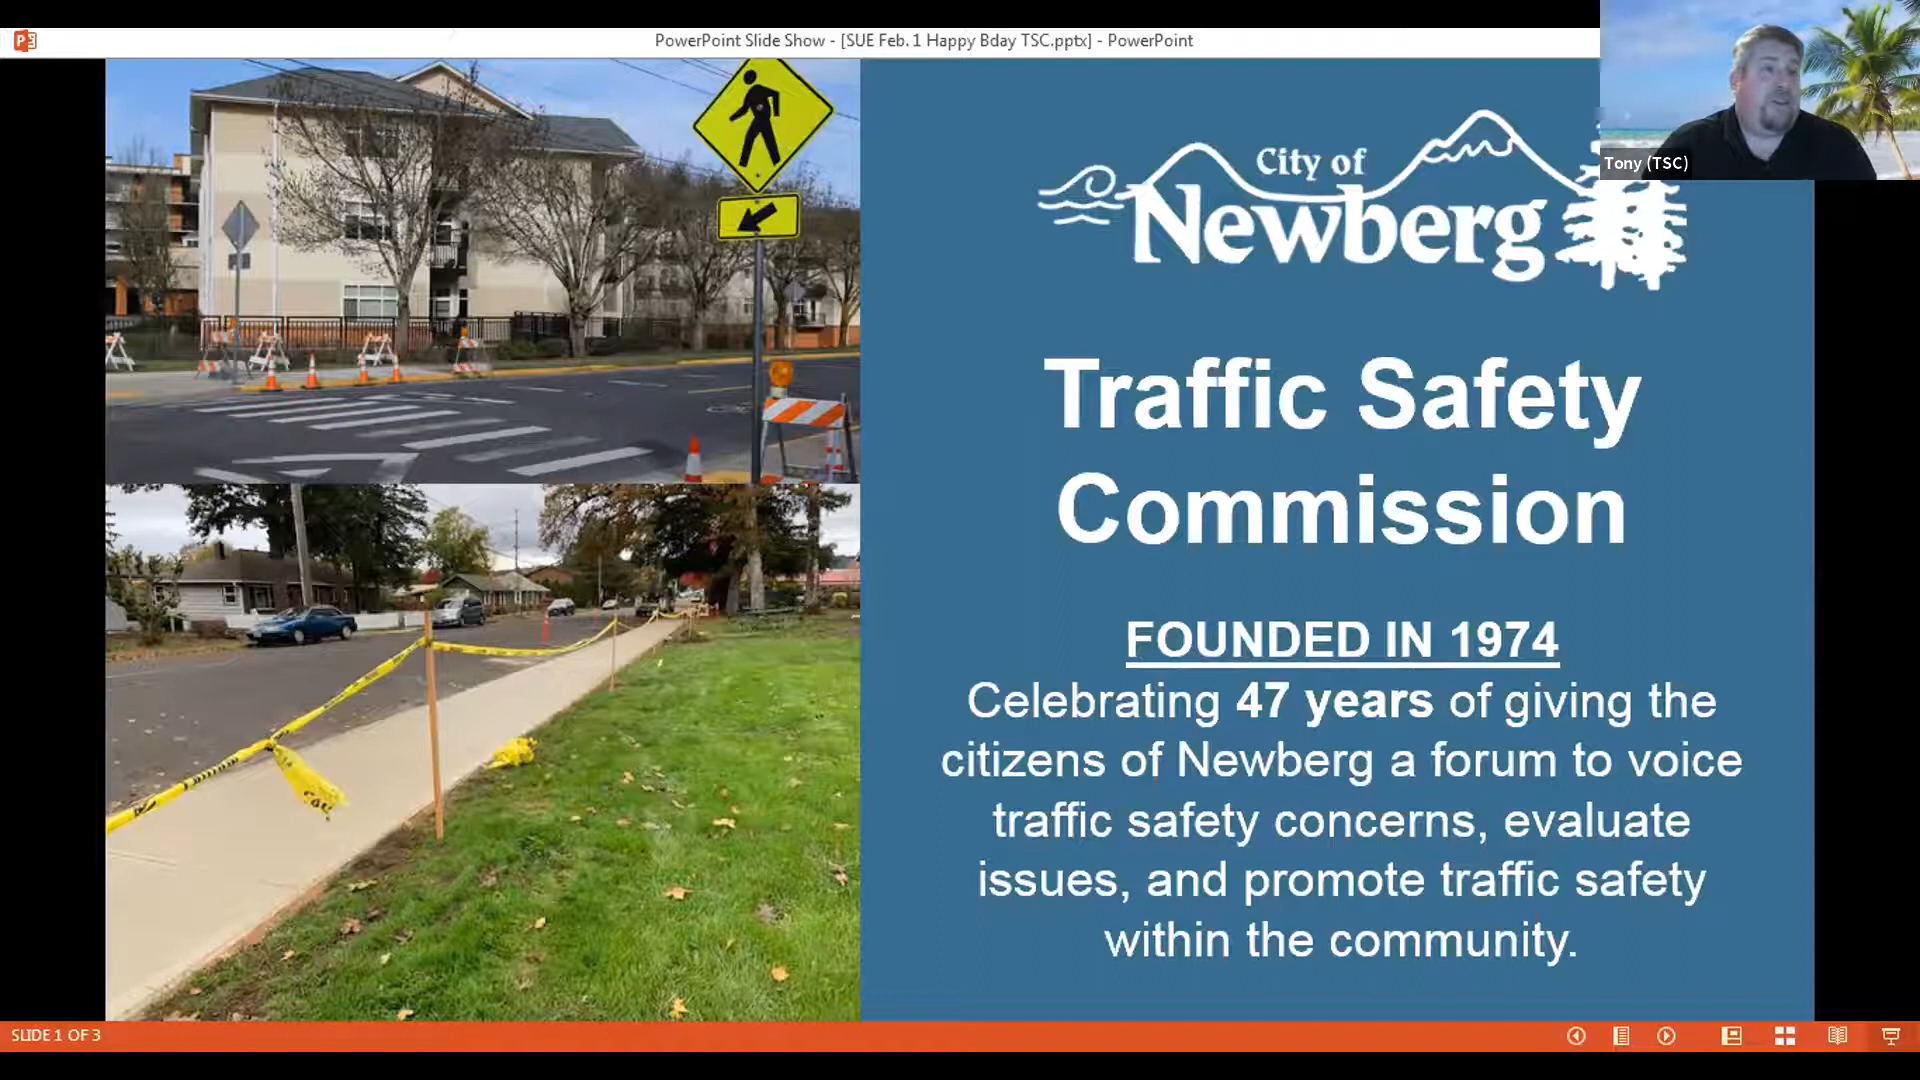 PowerPoint Slide Show - [SUE Feb. 1 Happy Bday TSC.pptx] - PowerPoint
Tony (TSC)
City of
Newberg
Traffic Safety
Commission
FOUNDED IN 1974
Celebrating 47 years of giving the
citizens of Newberg a forum to voice
traffic safety concerns, evaluate
issues, and promote traffic safety
within the community.
SLIDE 1 OF 3